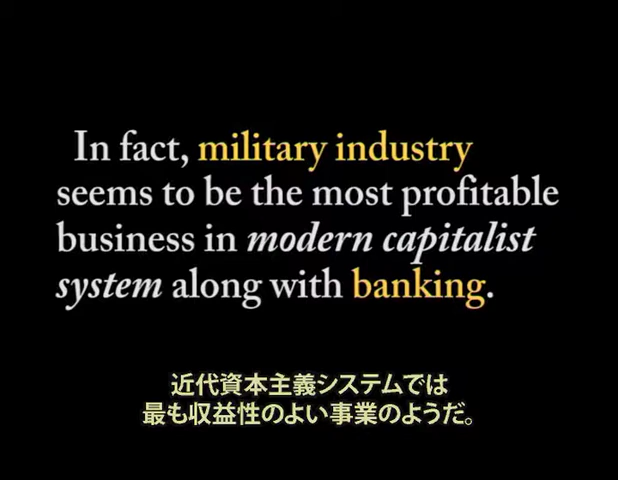 In fact, military industry
seems to be the most profitable
business in modern capitalist
system along with banking.
近代資本主義システムでは
最も収益性のよい事業のようだ。